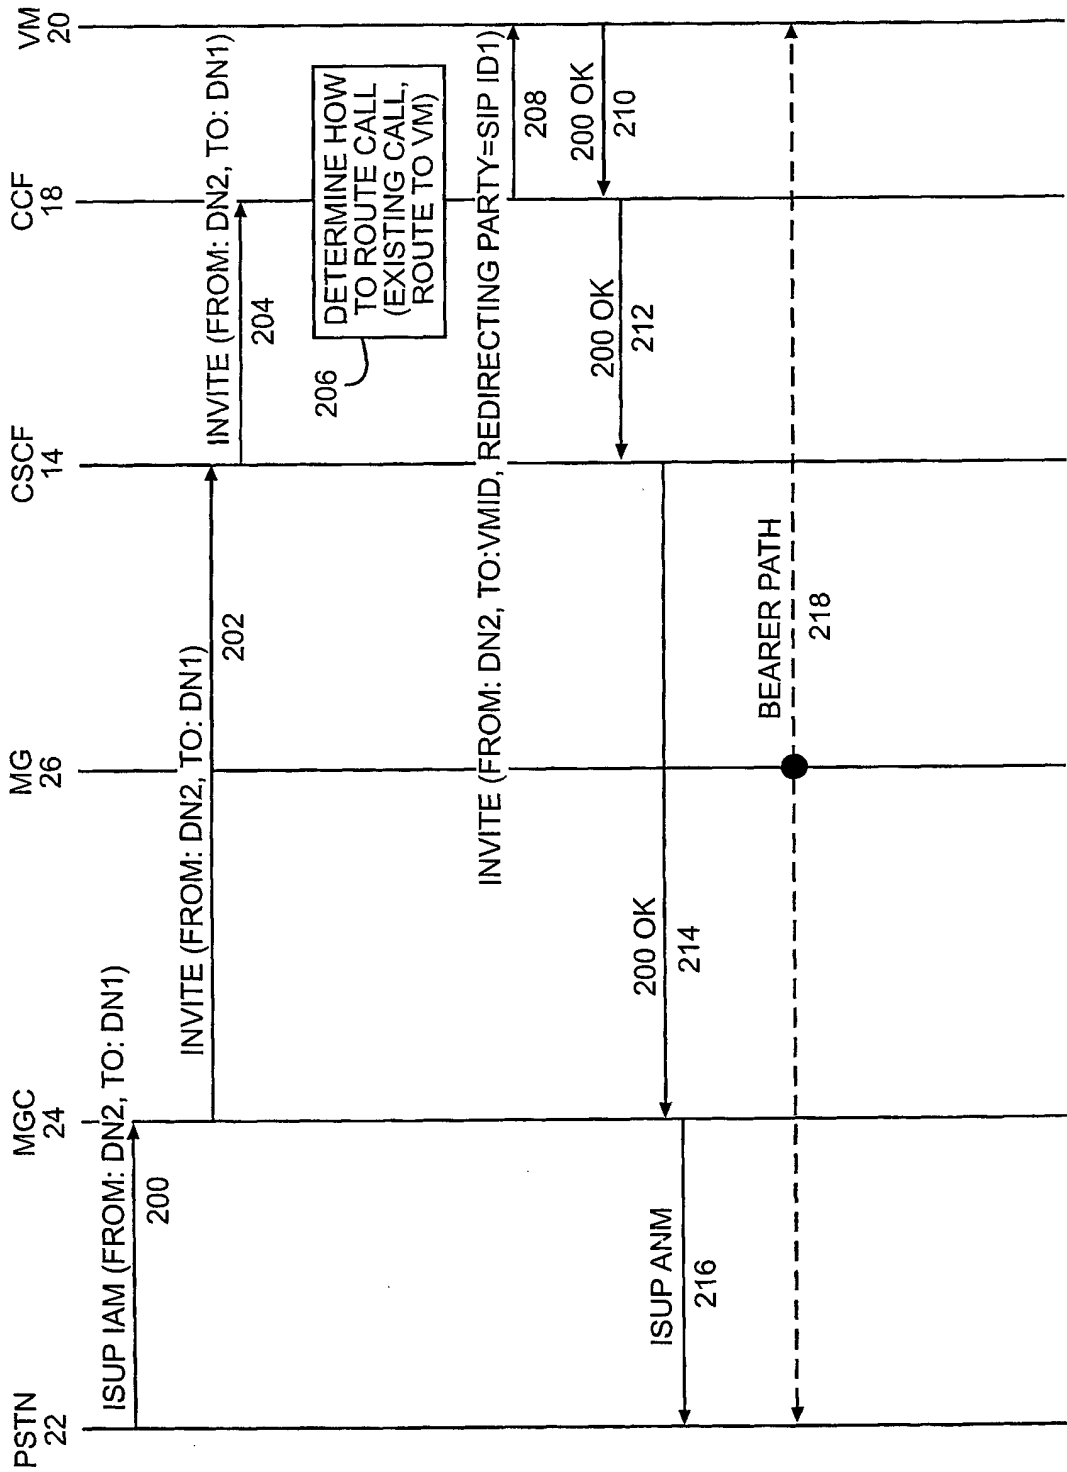 PSTN
22
MGC
24
MG
26
CSCF
14
CCF
18
VM
20
ISUP IAM (FROM: DN2, TO: DN1)
200
INVITE (FROM: DN2, TO: DN1)
202
INVITE (FROM: DN2, TO: DN1)
204
206
DETERMINE HOW
TO ROUTE CALL
(EXISTING CALL,
ROUTE TO VM)
INVITE (FROM: DN2, TO:VMID, REDIRECTING PARTY=SIP ID1)
208
200 OK
210
200 OK
212
200 OK
214
ISUP ANM
216
BEARER PATH
218